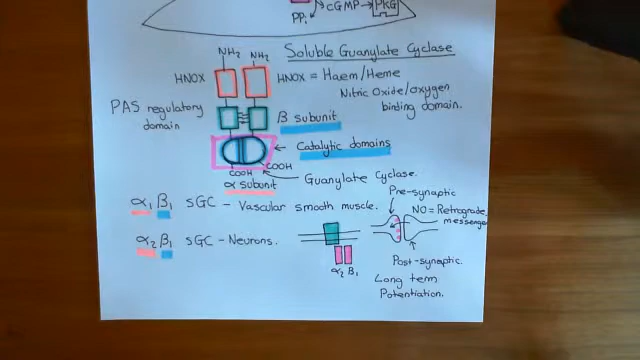 PPi
cGMP → PKG
Soluble Guanylate Cyclase
NH2 NH2
HNOX HNOX = Haem/Heme
Nitric Oxide/oxygen
binding domain.
PAS regulatory
domain
β subunit
← Catalytic domains
COOH COOH
α subunit Guanylate Cyclase.
α1 β1 sGC - Vascular smooth muscle.
Pre-synaptic
NO = Retrograde
messenger
α2 β1 sGC - Neurons.
α2 β1
Post-synaptic.
Long term
Potentiation.